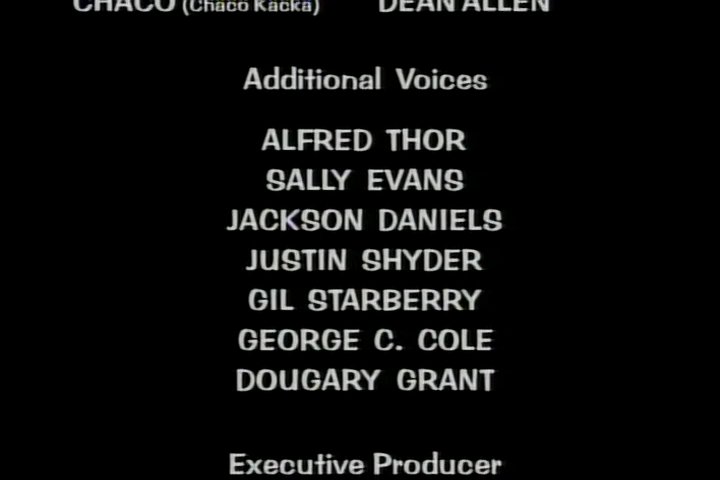 CHACO (Chaco Kacka) DEAN ALLEN
Additional Voices
ALFRED THOR
SALLY EVANS
JACKSON DANIELS
JUSTIN SHYDER
GIL STARBERRY
GEORGE C. COLE
DOUGARY GRANT
Executive Producer